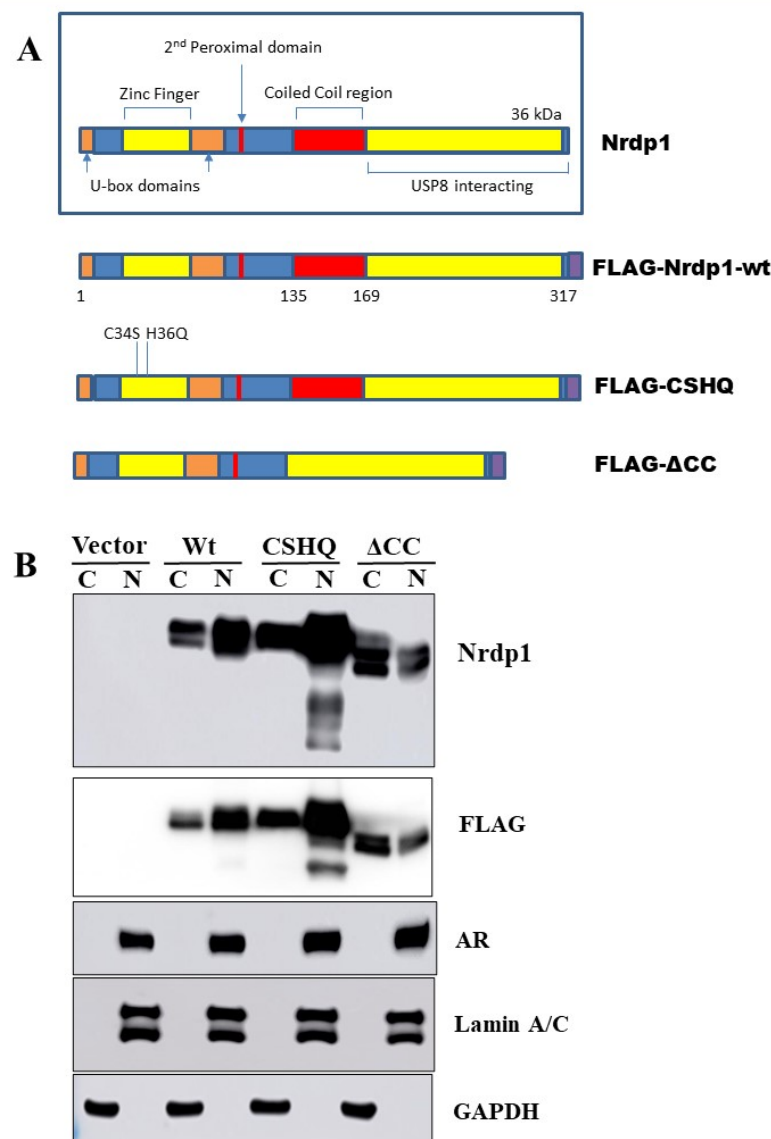 A
2nd Peroximal domain
Zinc Finger
Coiled Coil region
36 kDa
Nrdp1
U-box domains
USP8 interacting
FLAG-Nrdp1-wt
1 135 169 317
C34S H36Q
FLAG-CSHQ
FLAG-ΔCC
B
Vector Wt CSHQ ΔCC
C N C N C N C N
Nrdp1
FLAG
AR
Lamin A/C
GAPDH